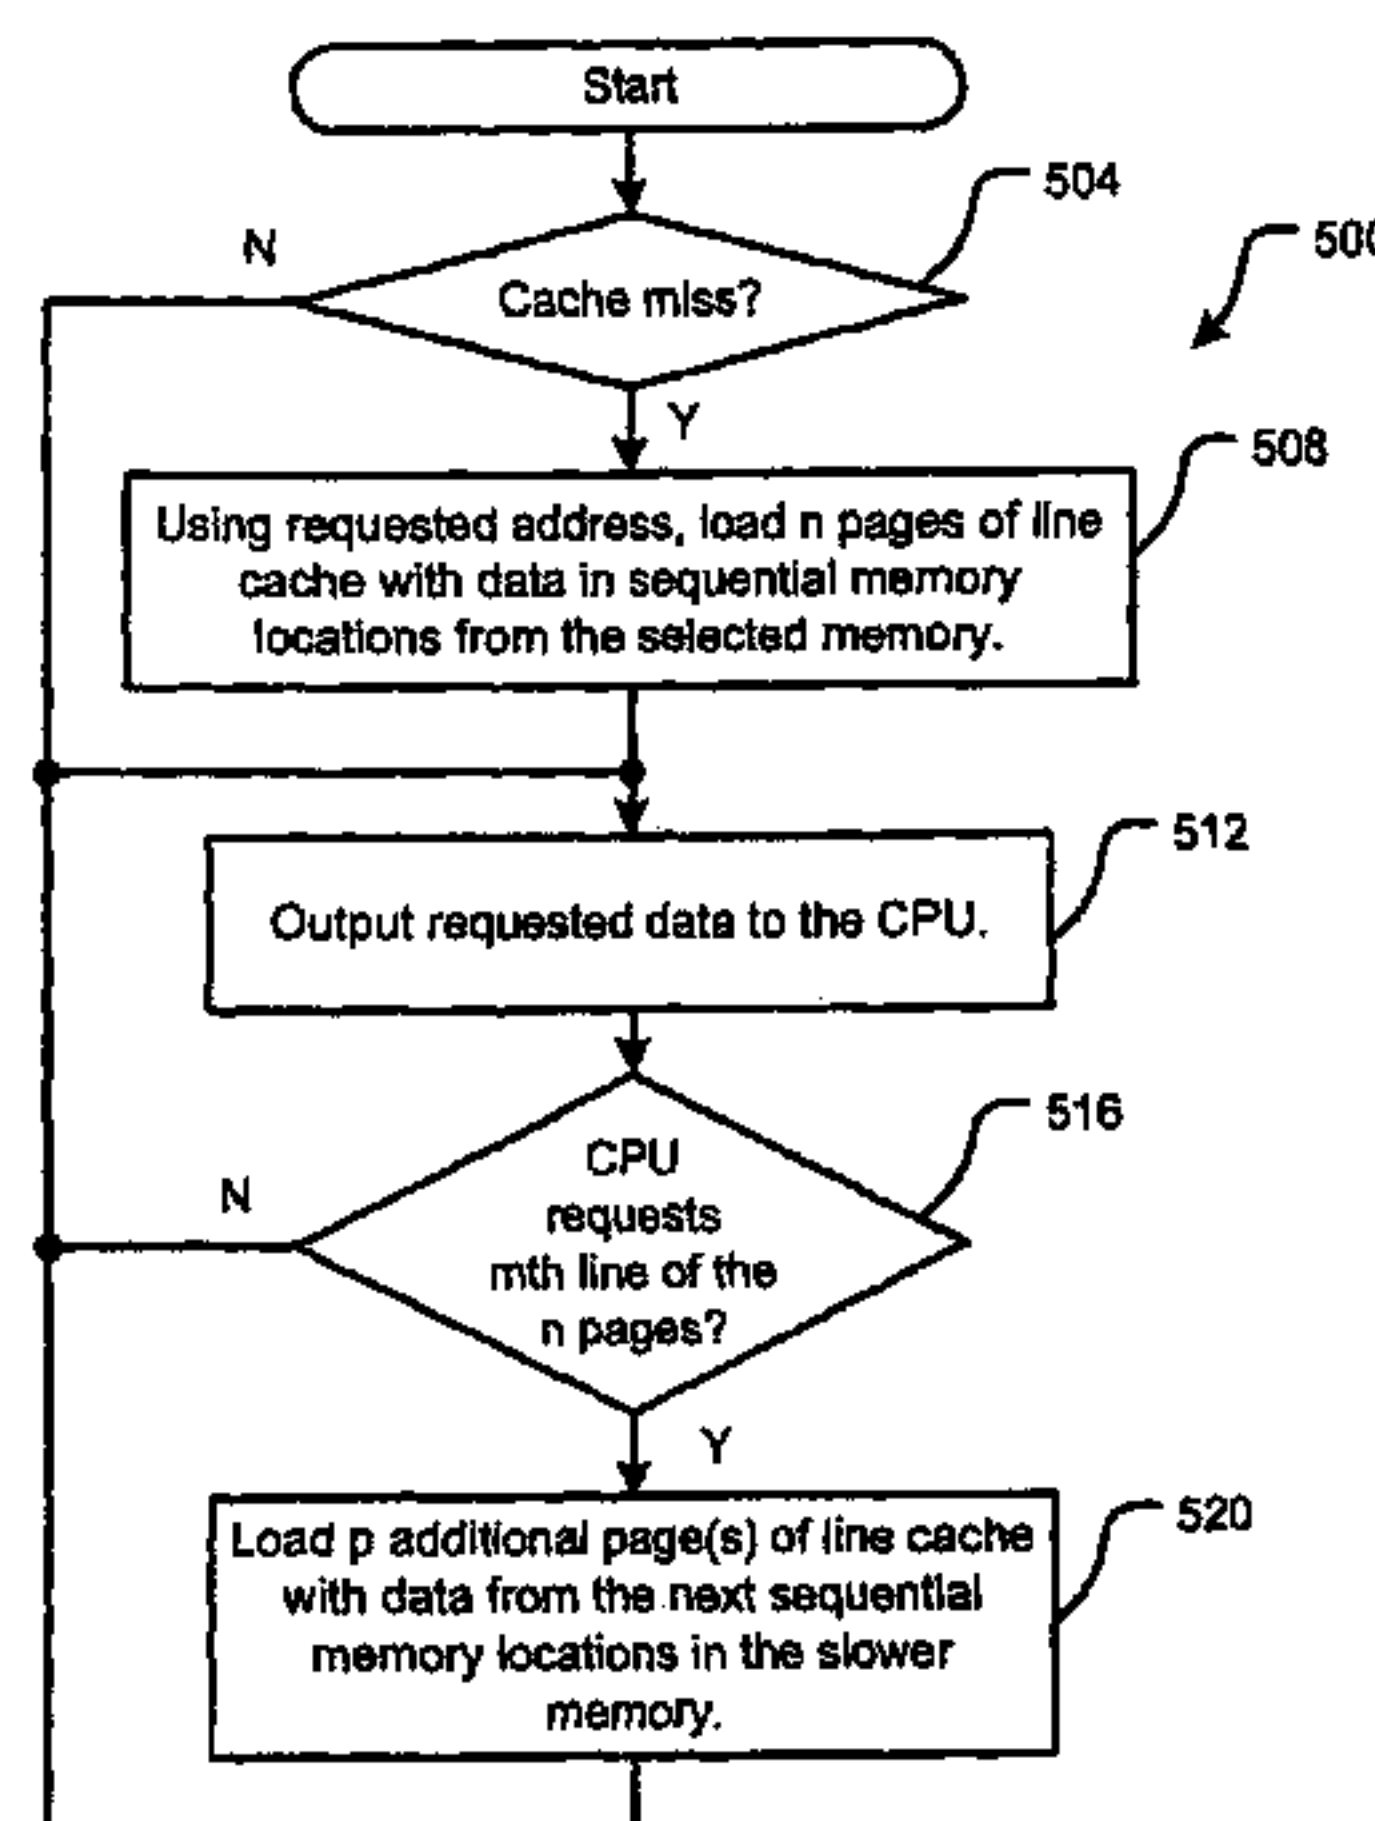 Start
504
N
500
Cache miss?
Y
508
Using requested address, load n pages of line
cache with data in sequential memory
locations from the selected memory.
512
Output requested data to the CPU.
516
CPU
N
requests
mth line of the
n pages?
Y
520
Load p additional page(s) of line cache
with data from the next sequential
memory locations in the slower
memory.